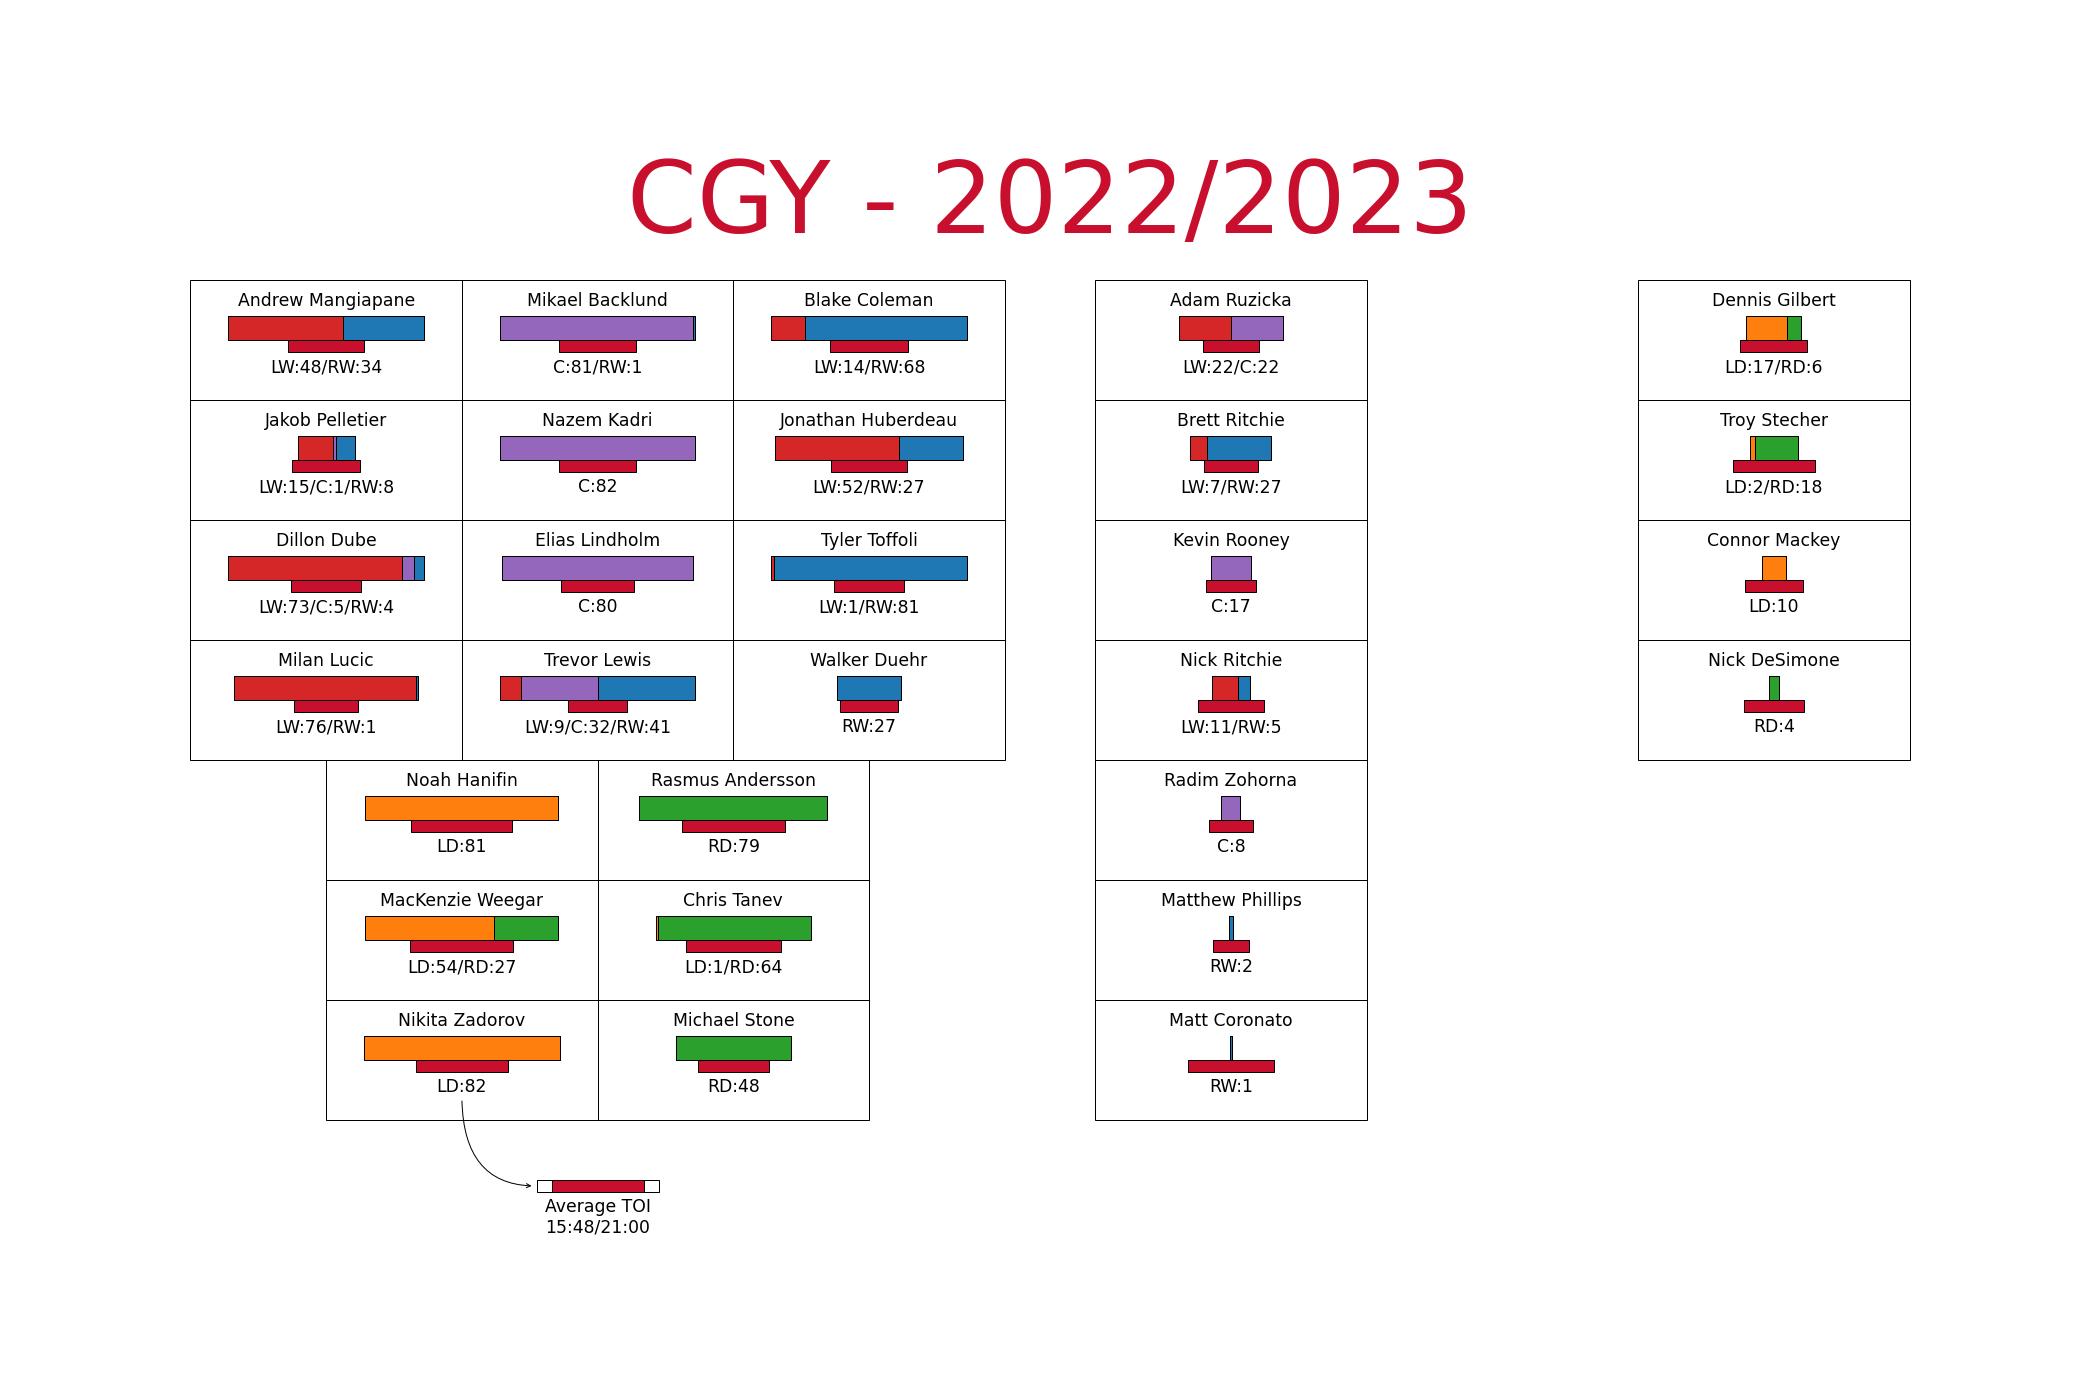 CGY - 2022/2023
Andrew Mangiapane
LW:48/RW:34
Mikael Backlund
C:81/RW:1
Blake Coleman
LW:14/RW:68
Jakob Pelletier
LW:15/C:1/RW:8
Nazem Kadri
C:82
Jonathan Huberdeau
LW:52/RW:27
Dillon Dube
LW:73/C:5/RW:4
Elias Lindholm
C:80
Tyler Toffoli
LW:1/RW:81
Milan Lucic
LW:76/RW:1
Trevor Lewis
LW:9/C:32/RW:41
Walker Duehr
RW:27
Noah Hanifin
LD:81
Rasmus Andersson
RD:79
MacKenzie Weegar
LD:54/RD:27
Chris Tanev
LD:1/RD:64
Nikita Zadorov
LD:82
Michael Stone
RD:48
Average TOI
15:48/21:00
Adam Ruzicka
LW:22/C:22
Brett Ritchie
LW:7/RW:27
Kevin Rooney
C:17
Nick Ritchie
LW:11/RW:5
Radim Zohorna
C:8
Matthew Phillips
RW:2
Matt Coronato
RW:1
Dennis Gilbert
LD:17/RD:6
Troy Stecher
LD:2/RD:18
Connor Mackey
LD:10
Nick DeSimone
RD:4